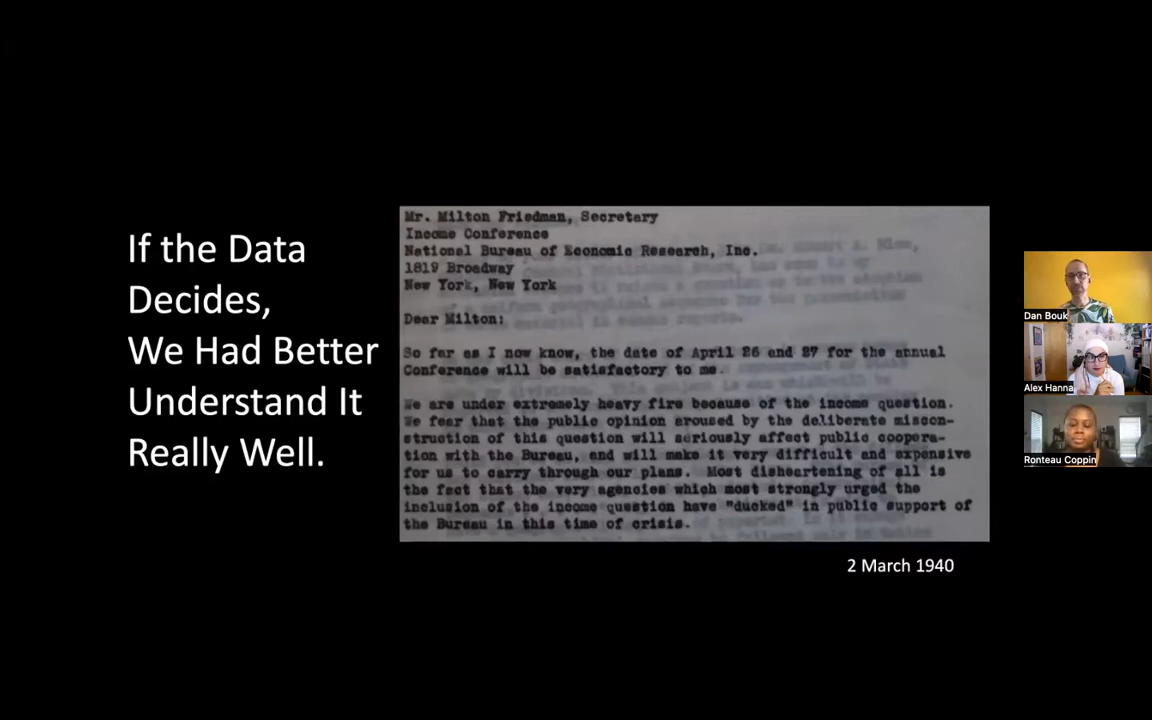 If the Data
Decides,
We Had Better
Understand It
Really Well.
Mr. Milton Friedman, Secretary
Income Conference
National Bureau of Economic Research, Inc.
1819 Broadway
New York, New York
Dear Milton:
So far as I now know, the date of April 26 and 27 for the annual
Conference will be satisfactory to me.
We are under extremely heavy fire because of the income question.
We fear that the public opinion aroused by the deliberate miscon-
struction of this question will seriously affect public coopera-
tion with the Bureau, and will make it very difficult and expensive
for us to carry through our plans. Most disheartening of all is
the fact that the very agencies which most strongly urged the
inclusion of the income question have "ducked" in public support of
the Bureau in this time of crisis.
2 March 1940
Dan Bouk
Alex Hanna
Ronteau Coppin